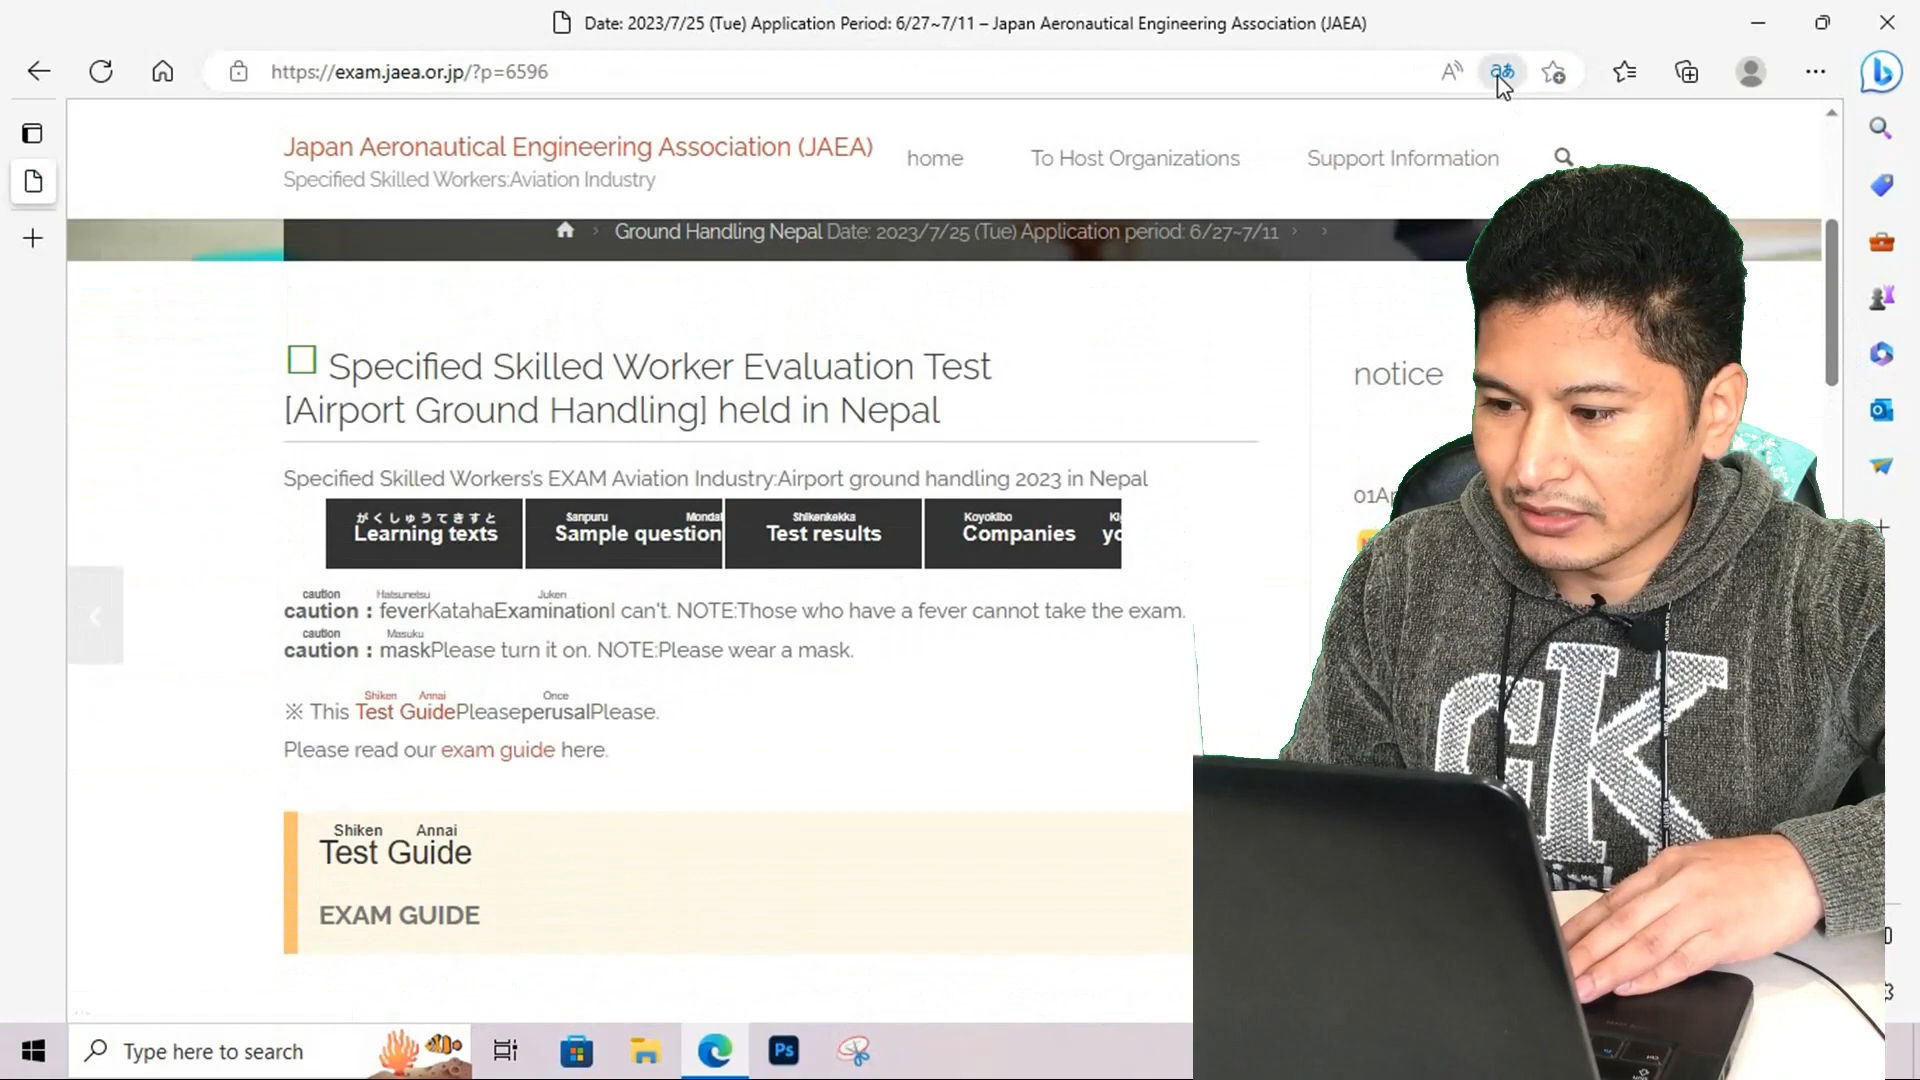 Date: 2023/7/25 (Tue) Application Period: 6/27~7/11 – Japan Aeronautical Engineering Association (JAEA)
https://exam.jaea.or.jp/?p=6596
Japan Aeronautical Engineering Association (JAEA)
Specified Skilled Workers:Aviation Industry
home
To Host Organizations
Support Information
Ground Handling Nepal Date: 2023/7/25 (Tue) Application period: 6/27~7/11
Specified Skilled Worker Evaluation Test
[Airport Ground Handling] held in Nepal
notice
Specified Skilled Workers's EXAM Aviation Industry:Airport ground handling 2023 in Nepal
がくしゅうてきすと
Learning texts
Sanpuru Mondai
Sample question
Shikenkekka
Test results
Koyokibo
Companies
caution Hatsunetsu Juken
caution : feverKatahaExaminationI can't. NOTE:Those who have a fever cannot take the exam.
caution Masuku
caution : maskPlease turn it on. NOTE:Please wear a mask.
Shiken Annai Once
※ This Test GuidePleaseperusalPlease.
Please read our exam guide here.
Shiken Annai
Test Guide
EXAM GUIDE
GK
Type here to search
Ps